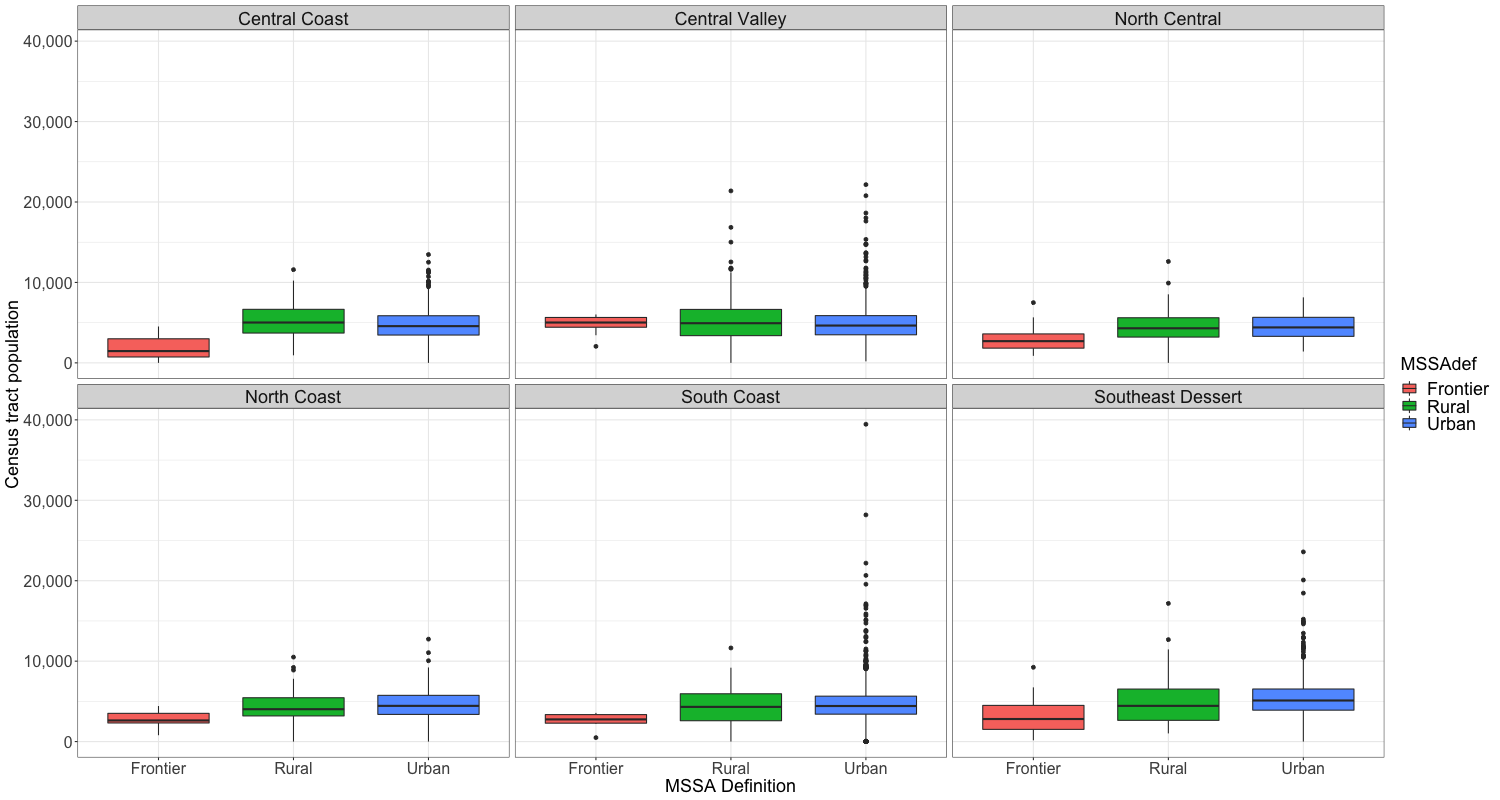 Central Coast
Central Valley
North Central
40,000
30,000
20,000
10,000
0
North Coast
South Coast
Southeast Dessert
40,000
30,000
20,000
10,000
0
Frontier
Rural
Urban
Frontier
Rural
Urban
Frontier
Rural
Urban
MSSA Definition
Census tract population
MSSAdef
Frontier
Rural
Urban